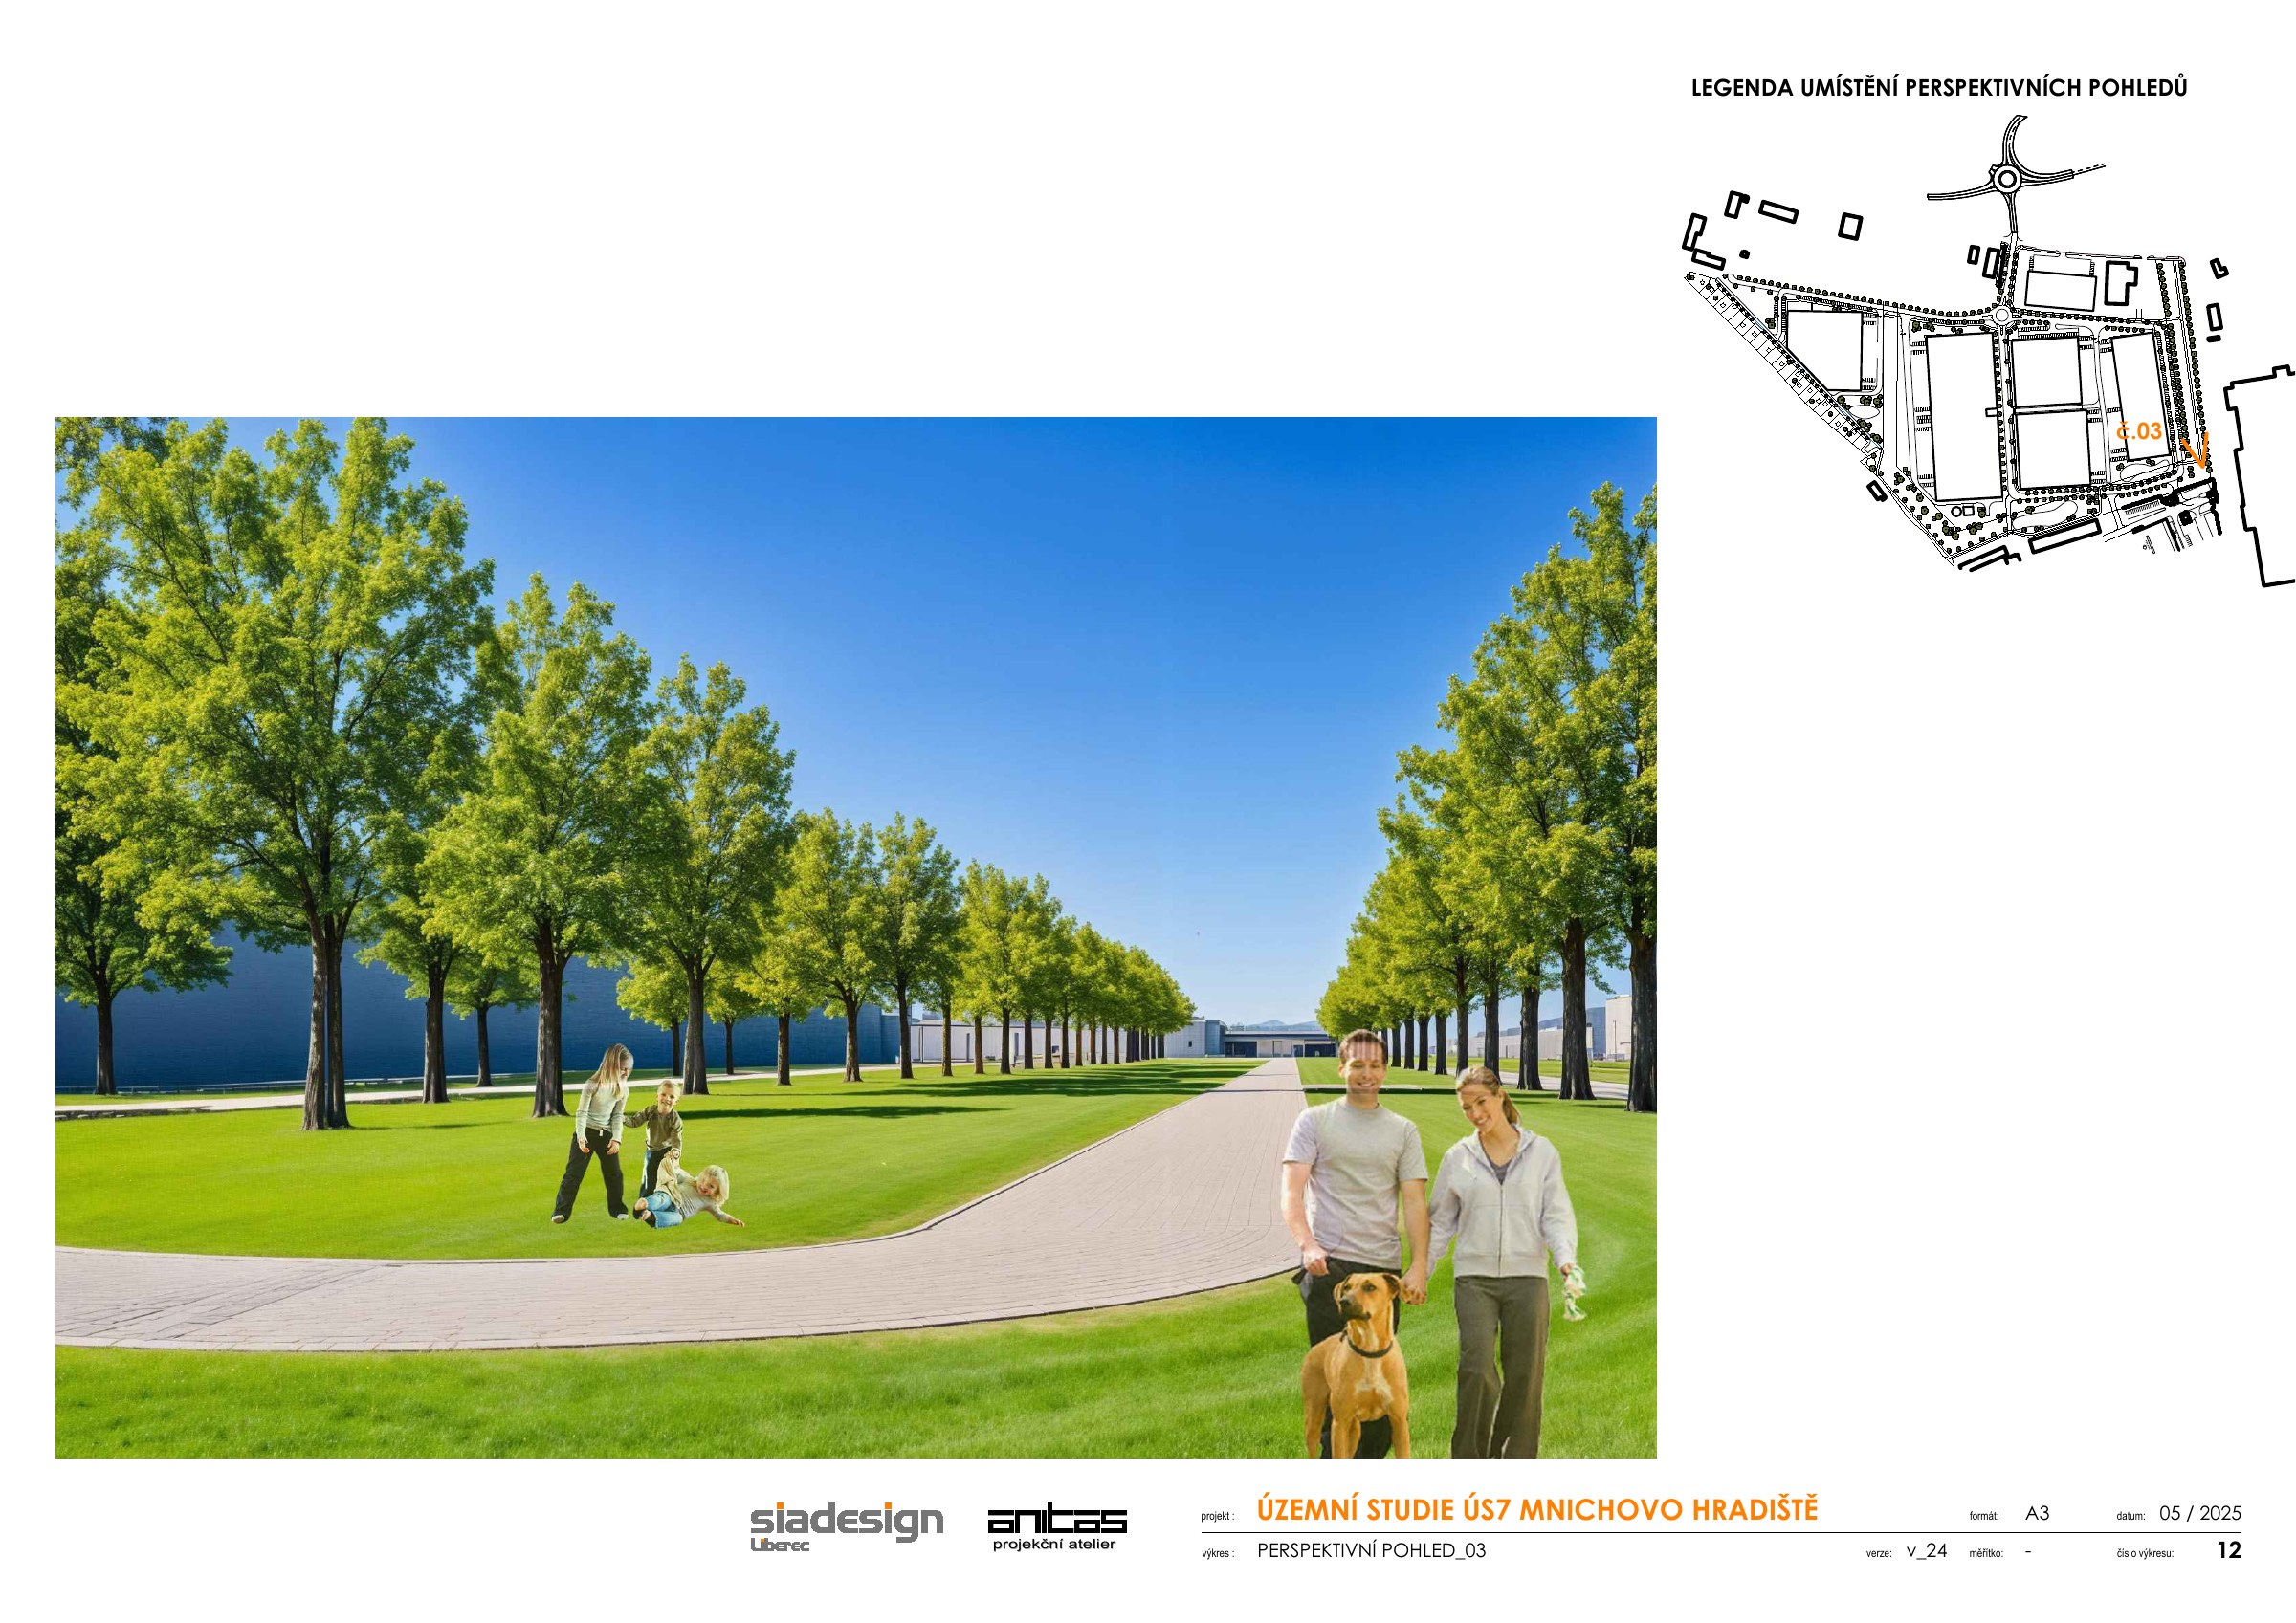 LEGENDA UMÍSTĚNÍ PERSPEKTIVNÍCH POHLEDŮ
č.03
siadesign
Liberec
anitas
projekční atelier
projekt : ÚZEMNÍ STUDIE ÚS7 MNICHOVO HRADIŠTĚ formát: A3 datum: 05 / 2025
výkres : PERSPEKTIVNÍ POHLED_03 verze: v_24 měřítko: - číslo výkresu: 12